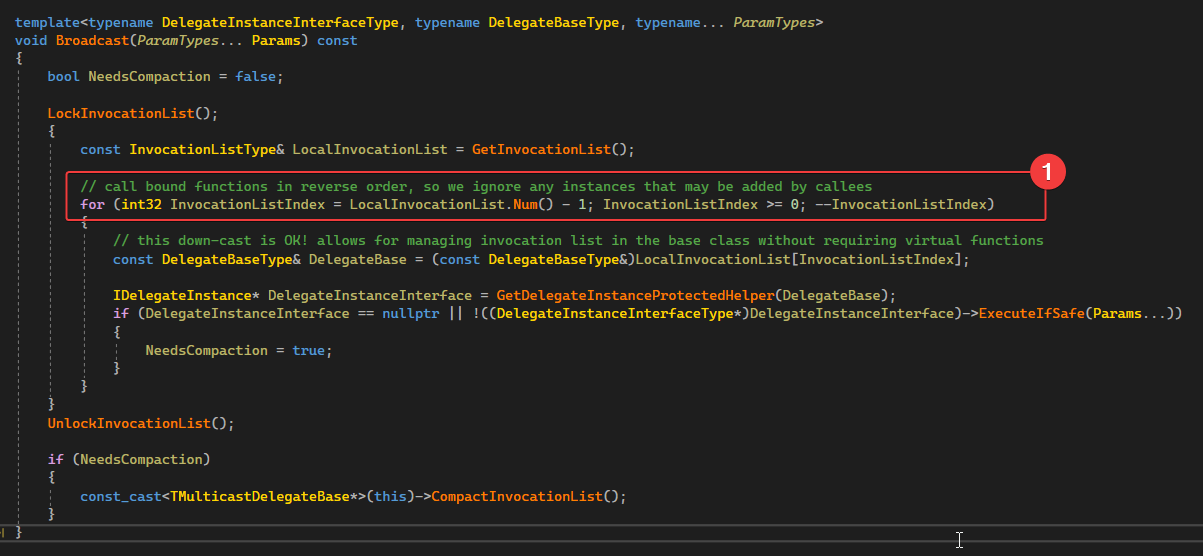 template<typename DelegateInstanceInterfaceType, typename DelegateBaseType, typename... ParamTypes>
void Broadcast(ParamTypes... Params) const
{
    bool NeedsCompaction = false;

    LockInvocationList();
    {
        const InvocationListType& LocalInvocationList = GetInvocationList();

1
        // call bound functions in reverse order, so we ignore any instances that may be added by callees
        for (int32 InvocationListIndex = LocalInvocationList.Num() - 1; InvocationListIndex >= 0; --InvocationListIndex)
        {
            // this down-cast is OK! allows for managing invocation list in the base class without requiring virtual functions
            const DelegateBaseType& DelegateBase = (const DelegateBaseType&)LocalInvocationList[InvocationListIndex];

            IDelegateInstance* DelegateInstanceInterface = GetDelegateInstanceProtectedHelper(DelegateBase);
            if (DelegateInstanceInterface == nullptr || !((DelegateInstanceInterfaceType*)DelegateInstanceInterface)->ExecuteIfSafe(Params...))
            {
                NeedsCompaction = true;
            }
        }
    }
    UnlockInvocationList();

    if (NeedsCompaction)
    {
        const_cast<TMulticastDelegateBase*>(this)->CompactInvocationList();
    }
}